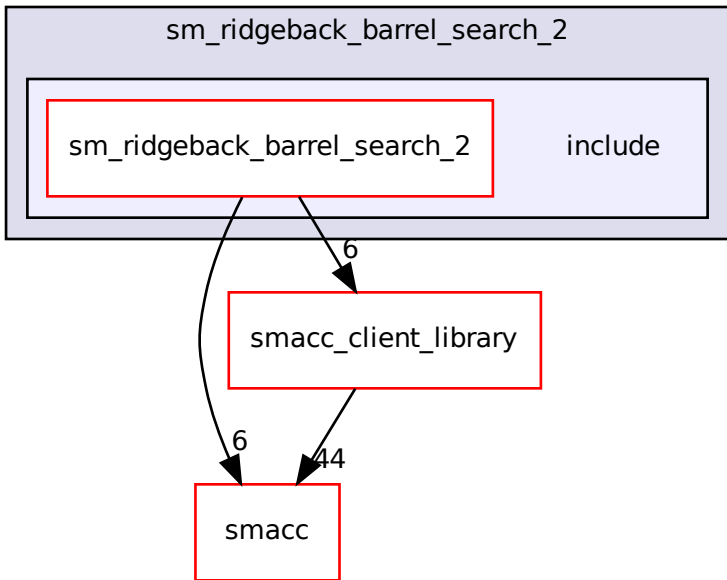 sm_ridgeback_barrel_search_2
sm_ridgeback_barrel_search_2
include
6
smacc_client_library
6
44
smacc